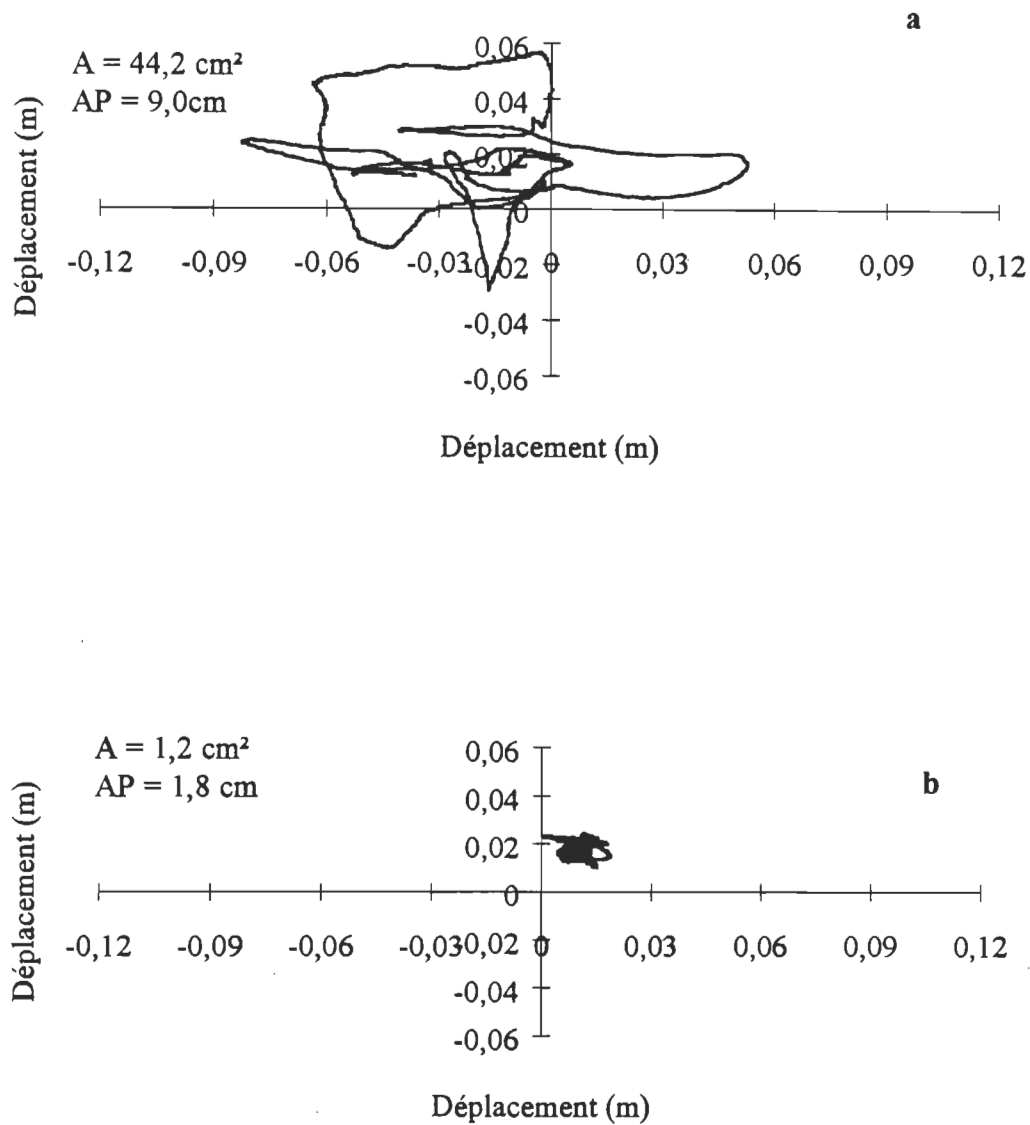 a
A = 44,2 cm²
AP = 9,0cm
Déplacement (m)
0,06
0,04
0,02
0
-0,12 -0,09 -0,06 -0,03 -0,02 0 0,03 0,06 0,09 0,12
-0,04
-0,06
Déplacement (m)
A = 1,2 cm²
AP = 1,8 cm
b
Déplacement (m)
0,06
0,04
0,02
0
-0,12 -0,09 -0,06 -0,03 -0,02 0 0,03 0,06 0,09 0,12
-0,04
-0,06
Déplacement (m)